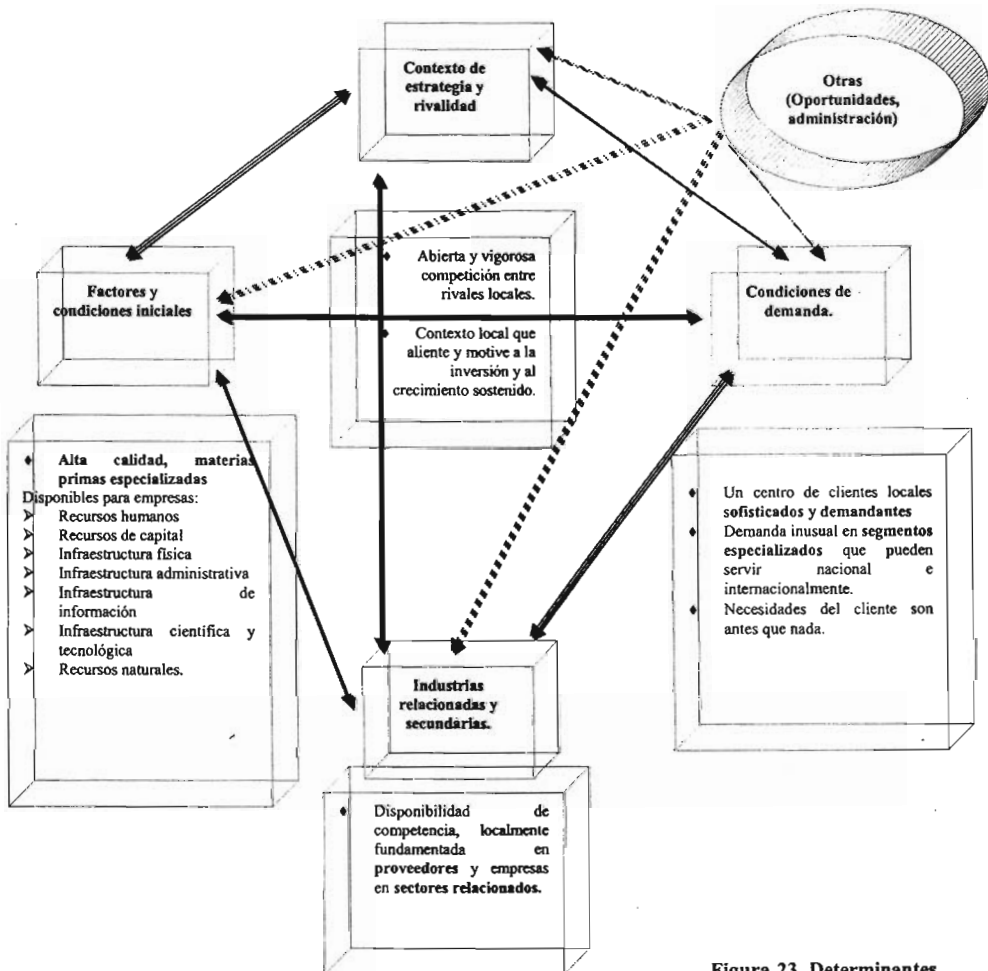 Contexto de
estrategia y
rivalidad
Otras
(Oportunidades,
administración)
Factores y
condiciones iniciales
♦ Abierta y vigorosa
competición entre
rivales locales.
♦ Contexto local que
aliente y motive a la
inversión y al
crecimiento sostenido.
Condiciones de
demanda.
♦ Alta calidad, materias
primas especializadas
Disponibles para empresas:
➢ Recursos humanos
➢ Recursos de capital
➢ Infraestructura física
➢ Infraestructura administrativa
➢ Infraestructura de
información
➢ Infraestructura científica y
tecnológica
➢ Recursos naturales.
♦ Un centro de clientes locales
sofisticados y demandantes
♦ Demanda inusual en segmentos
especializados que pueden
servir nacional e
internacionalmente.
♦ Necesidades del cliente son
antes que nada.
Industrias
relacionadas y
secundarias.
♦ Disponibilidad de
competencia, localmente
fundamentada en
proveedores y empresas
en sectores relacionados.
Figura 23. Determinantes